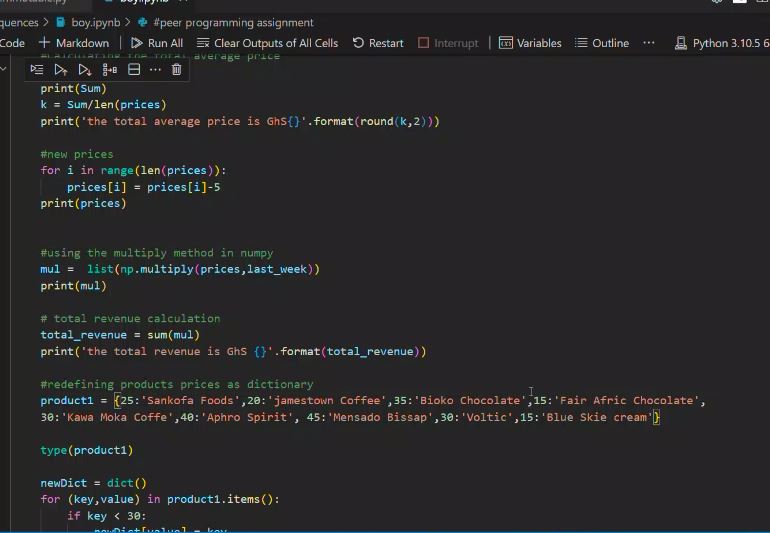 boy.ipynb
quences > boy.ipynb > #peer programming assignment
Code + Markdown | Run All Clear Outputs of All Cells Restart Interrupt | Variables Outline ... Python 3.10.5 6
#calculating the total average price
print(Sum)
k = Sum/len(prices)
print('the total average price is GhS{}'.format(round(k,2)))
#new prices
for i in range(len(prices)):
prices[i] = prices[i]-5
print(prices)
#using the multiply method in numpy
mul = list(np.multiply(prices,last_week))
print(mul)
# total revenue calculation
total_revenue = sum(mul)
print('the total revenue is GhS {}'.format(total_revenue))
#redefining products prices as dictionary
product1 = {25:'Sankofa Foods',20:'jamestown Coffee',35:'Bioko Chocolate',15:'Fair Afric Chocolate',
30:'Kawa Moka Coffe',40:'Aphro Spirit', 45:'Mensado Bissap',30:'Voltic',15:'Blue Skie cream'}
type(product1)
newDict = dict()
for (key,value) in product1.items():
if key < 30:
newDict[value] = key